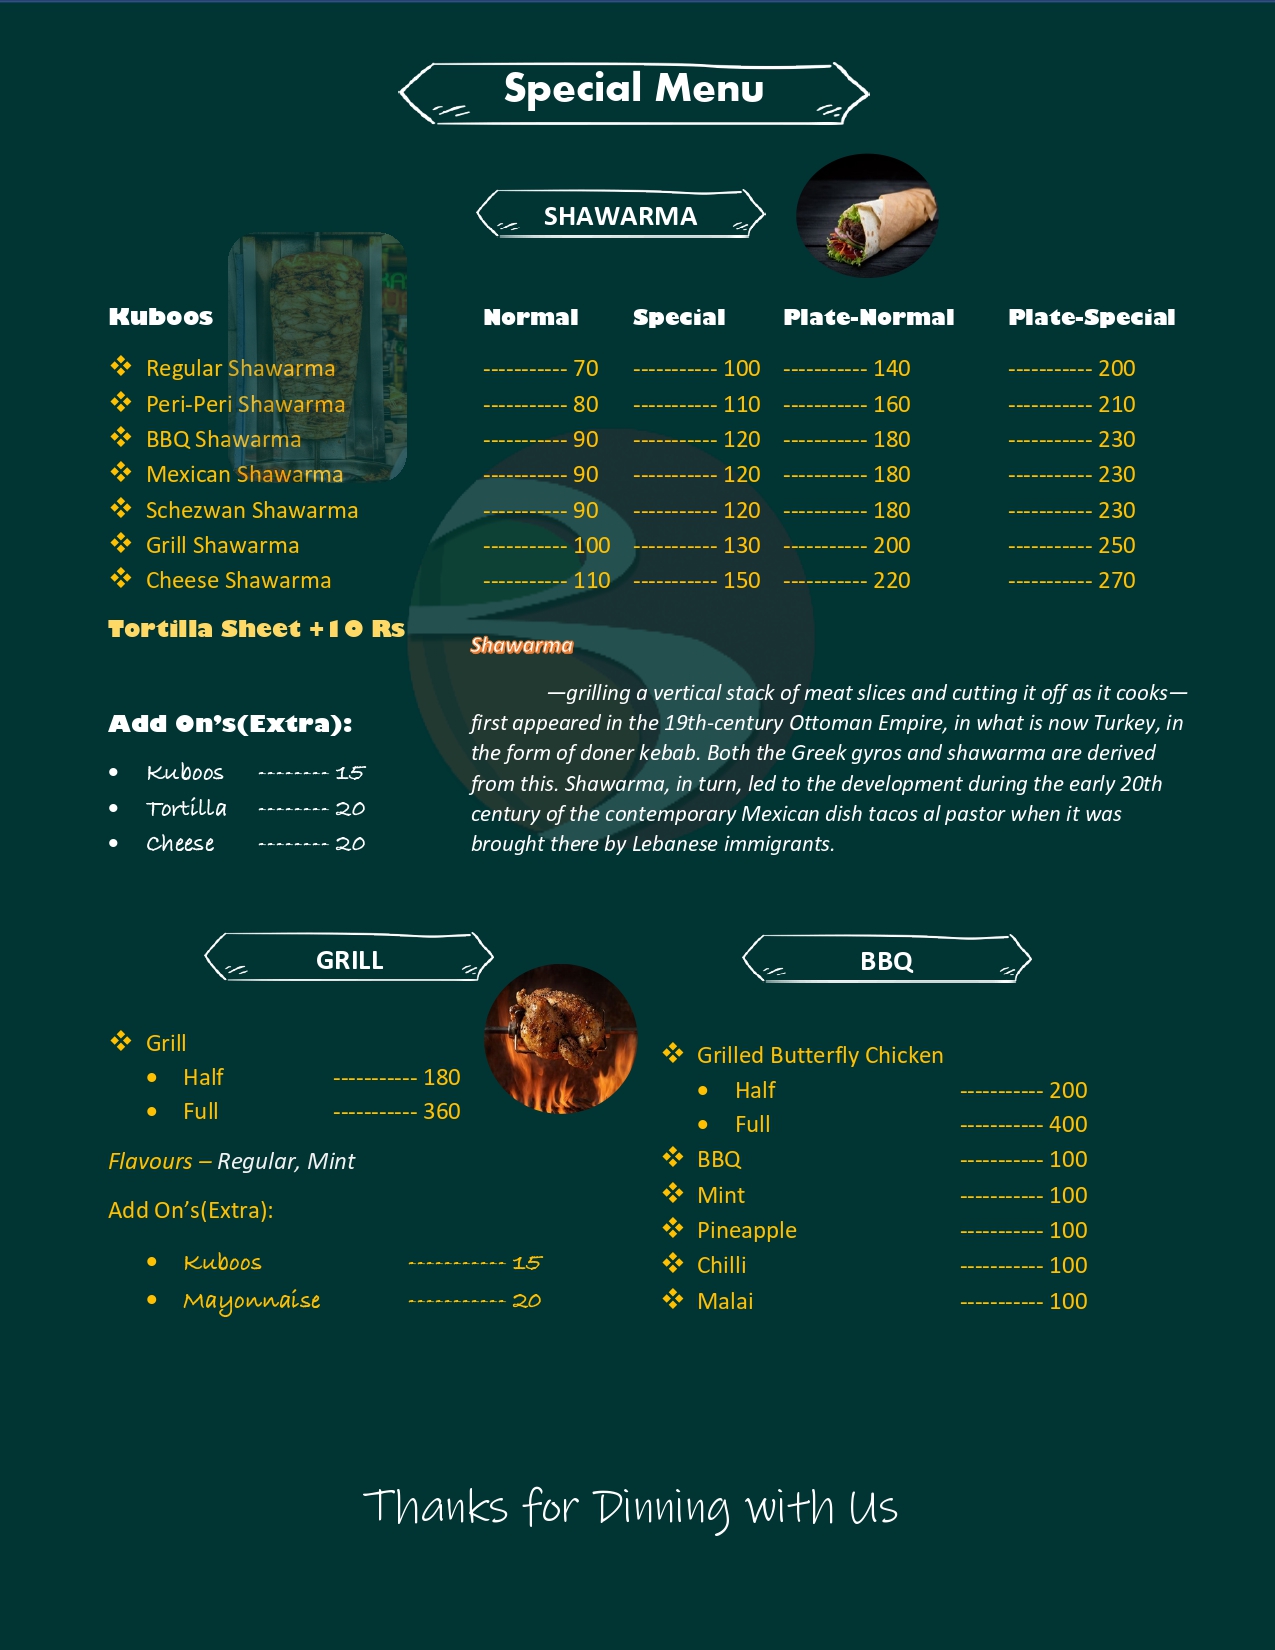 Special Menu
SHAWARMA
Kuboos Normal Special Plate-Normal Plate-Special
❖ Regular Shawarma ----------- 70 ----------- 100 ----------- 140 ----------- 200
❖ Peri-Peri Shawarma ----------- 80 ----------- 110 ----------- 160 ----------- 210
❖ BBQ Shawarma ----------- 90 ----------- 120 ----------- 180 ----------- 230
❖ Mexican Shawarma ----------- 90 ----------- 120 ----------- 180 ----------- 230
❖ Schezwan Shawarma ----------- 90 ----------- 120 ----------- 180 ----------- 230
❖ Grill Shawarma ----------- 100 ----------- 130 ----------- 200 ----------- 250
❖ Cheese Shawarma ----------- 110 ----------- 150 ----------- 220 ----------- 270
Tortilla Sheet +10 Rs
Add On’s(Extra):
• Kuboos -------- 15
• Tortilla -------- 20
• Cheese -------- 20
Shawarma
—grilling a vertical stack of meat slices and cutting it off as it cooks—
first appeared in the 19th-century Ottoman Empire, in what is now Turkey, in
the form of doner kebab. Both the Greek gyros and shawarma are derived
from this. Shawarma, in turn, led to the development during the early 20th
century of the contemporary Mexican dish tacos al pastor when it was
brought there by Lebanese immigrants.
GRILL
❖ Grill
• Half ----------- 180
• Full ----------- 360
Flavours – Regular, Mint
Add On’s(Extra):
• Kuboos ----------- 15
• Mayonnaise ----------- 20
BBQ
❖ Grilled Butterfly Chicken
• Half ----------- 200
• Full ----------- 400
❖ BBQ ----------- 100
❖ Mint ----------- 100
❖ Pineapple ----------- 100
❖ Chilli ----------- 100
❖ Malai ----------- 100
Thanks for Dinning with Us